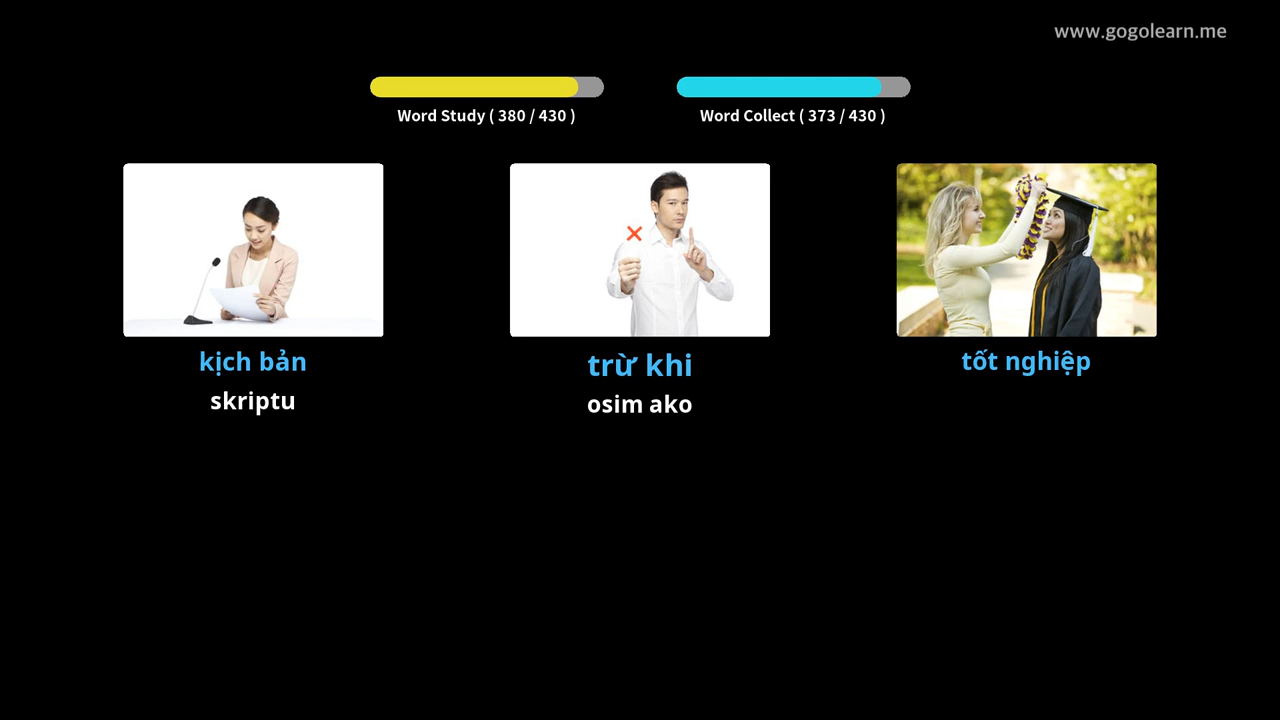 www.gogolearn.me
Word Study ( 380 / 430 )
Word Collect ( 373 / 430 )
kịch bản
skriptu
trừ khi
osim ako
tốt nghiệp